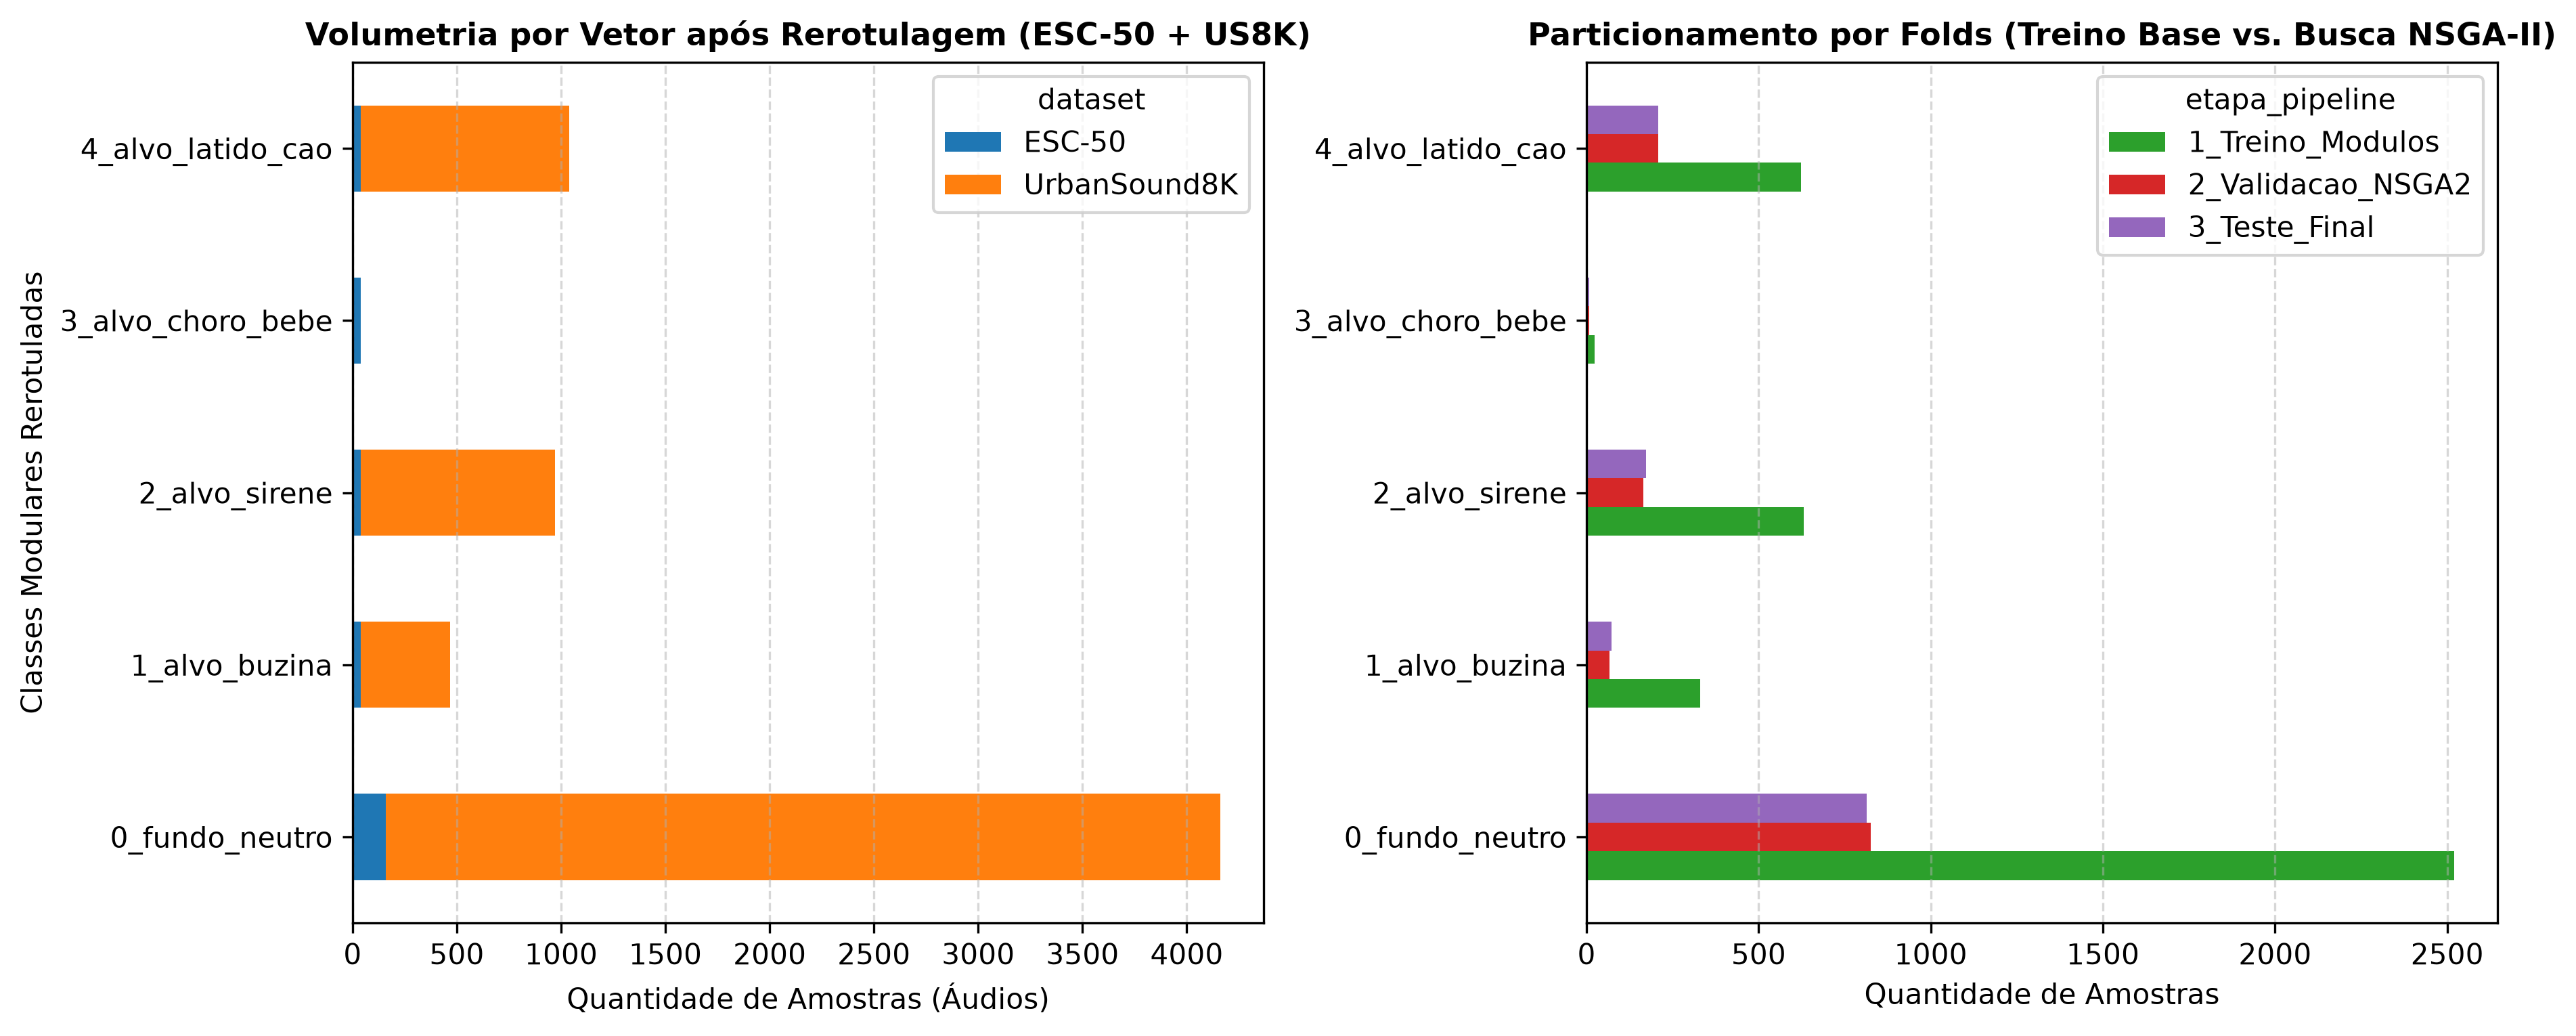 Volumetria por Vetor após Rerotulagem (ESC-50 + US8K)
dataset
ESC-50
UrbanSound8K
Classes Modulares Rerotuladas
4_alvo_latido_cao
3_alvo_choro_bebe
2_alvo_sirene
1_alvo_buzina
0_fundo_neutro
0 500 1000 1500 2000 2500 3000 3500 4000
Quantidade de Amostras (Áudios)
Particionamento por Folds (Treino Base vs. Busca NSGA-II)
etapa_pipeline
1_Treino_Modulos
2_Validacao_NSGA2
3_Teste_Final
4_alvo_latido_cao
3_alvo_choro_bebe
2_alvo_sirene
1_alvo_buzina
0_fundo_neutro
0 500 1000 1500 2000 2500
Quantidade de Amostras